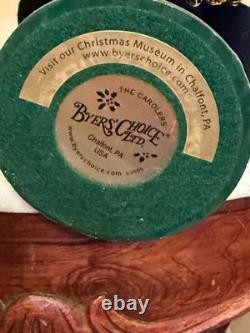 Visit our Christmas Museum in Chalfont, PA
www.byerschoice.com
THE CAROLERS
BYERS' CHOICE
LTD.
Chalfont, PA
USA
www.byerschoice.com